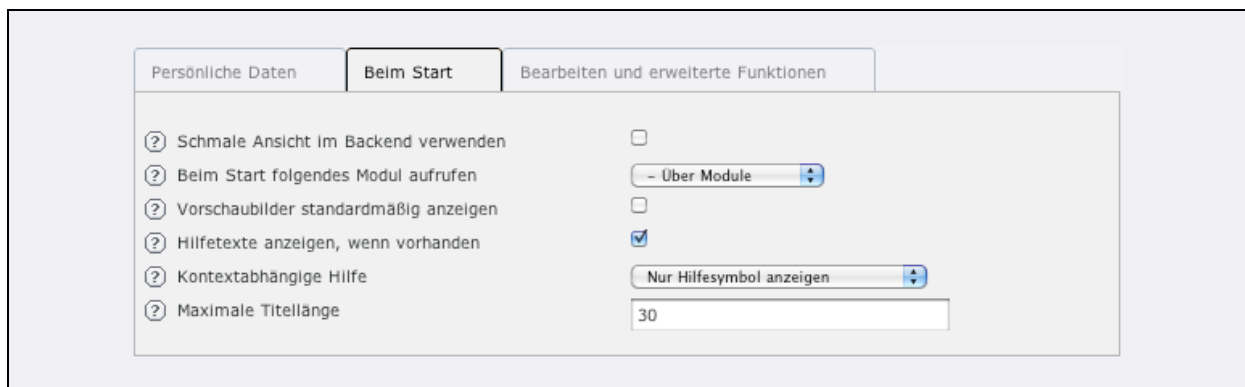 Persönliche Daten Beim Start Bearbeiten und erweiterte Funktionen
? Schmale Ansicht im Backend verwenden
? Beim Start folgendes Modul aufrufen – Über Module
? Vorschaubilder standardmäßig anzeigen
? Hilfetexte anzeigen, wenn vorhanden
? Kontextabhängige Hilfe Nur Hilfesymbol anzeigen
? Maximale Titellänge 30